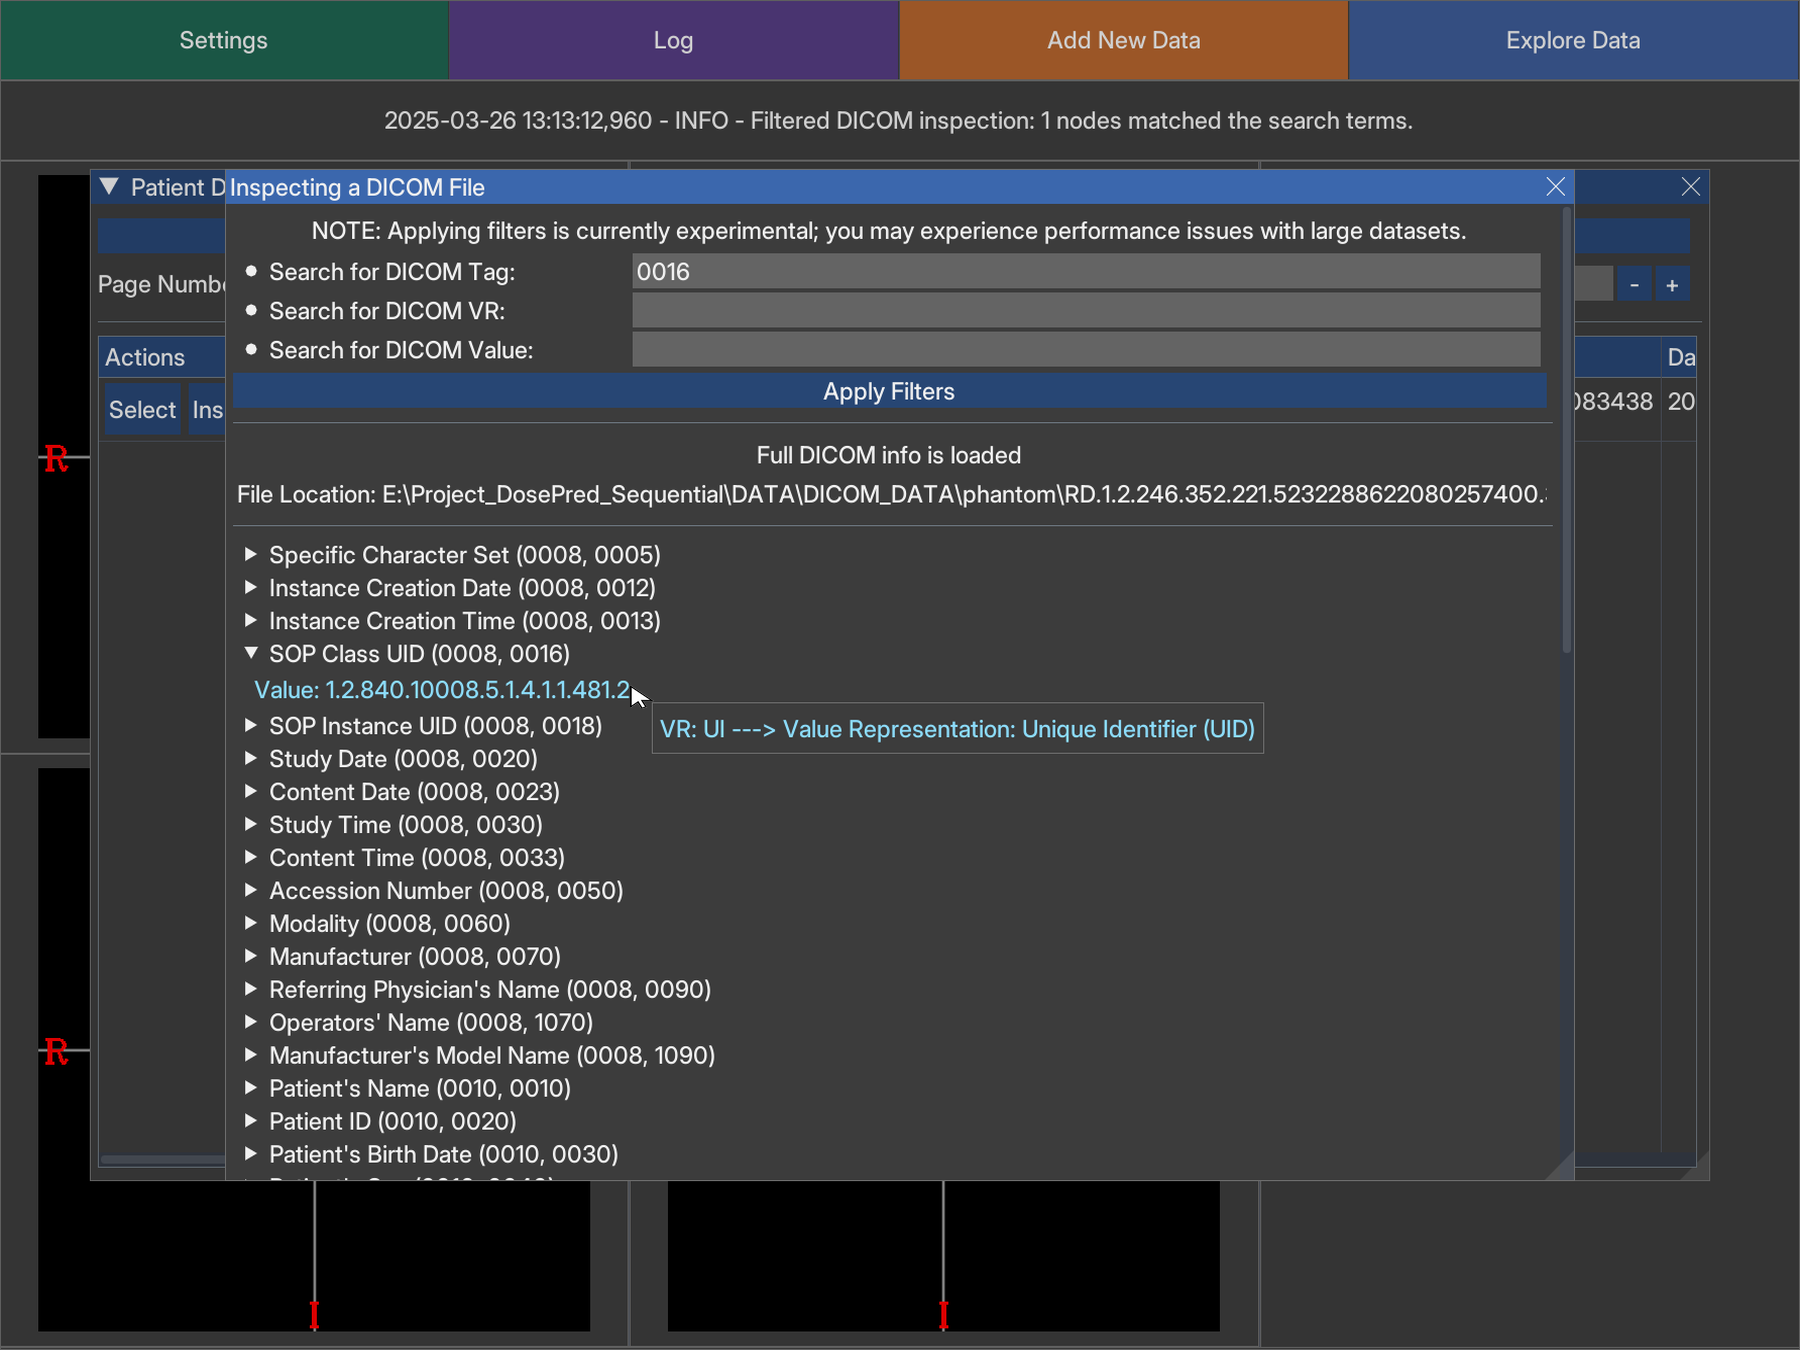 Settings Log Add New Data Explore Data
2025-03-26 13:13:12,960 - INFO - Filtered DICOM inspection: 1 nodes matched the search terms.
Patient D
Inspecting a DICOM File
NOTE: Applying filters is currently experimental; you may experience performance issues with large datasets.
Search for DICOM Tag: 0016
Page Numb
- +
Search for DICOM VR:
Search for DICOM Value:
Actions
Da
Apply Filters
Select Ins
083438 20
R
Full DICOM info is loaded
File Location: E:\Project_DosePred_Sequential\DATA\DICOM_DATA\phantom\RD.1.2.246.352.221.5232288622080257400.
Specific Character Set (0008, 0005)
Instance Creation Date (0008, 0012)
Instance Creation Time (0008, 0013)
SOP Class UID (0008, 0016)
Value: 1.2.840.10008.5.1.4.1.1.481.2
VR: UI ---> Value Representation: Unique Identifier (UID)
SOP Instance UID (0008, 0018)
Study Date (0008, 0020)
Content Date (0008, 0023)
Study Time (0008, 0030)
Content Time (0008, 0033)
Accession Number (0008, 0050)
Modality (0008, 0060)
Manufacturer (0008, 0070)
Referring Physician's Name (0008, 0090)
Operators' Name (0008, 1070)
R
Manufacturer's Model Name (0008, 1090)
Patient's Name (0010, 0010)
Patient ID (0010, 0020)
Patient's Birth Date (0010, 0030)
I I